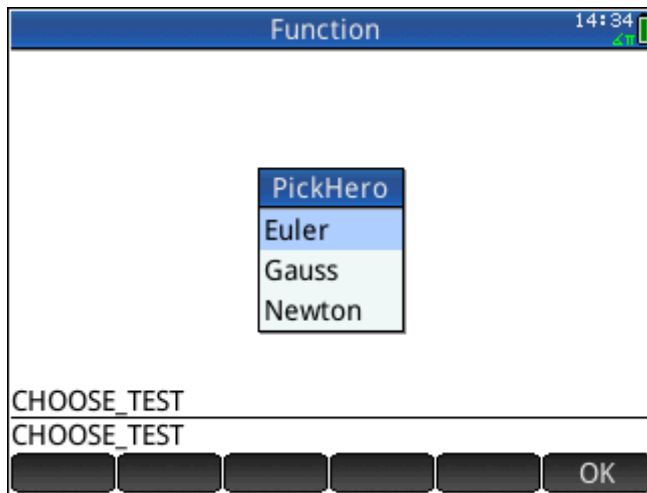 Function
14:34
∡π
PickHero
Euler
Gauss
Newton
CHOOSE_TEST
CHOOSE_TEST
OK